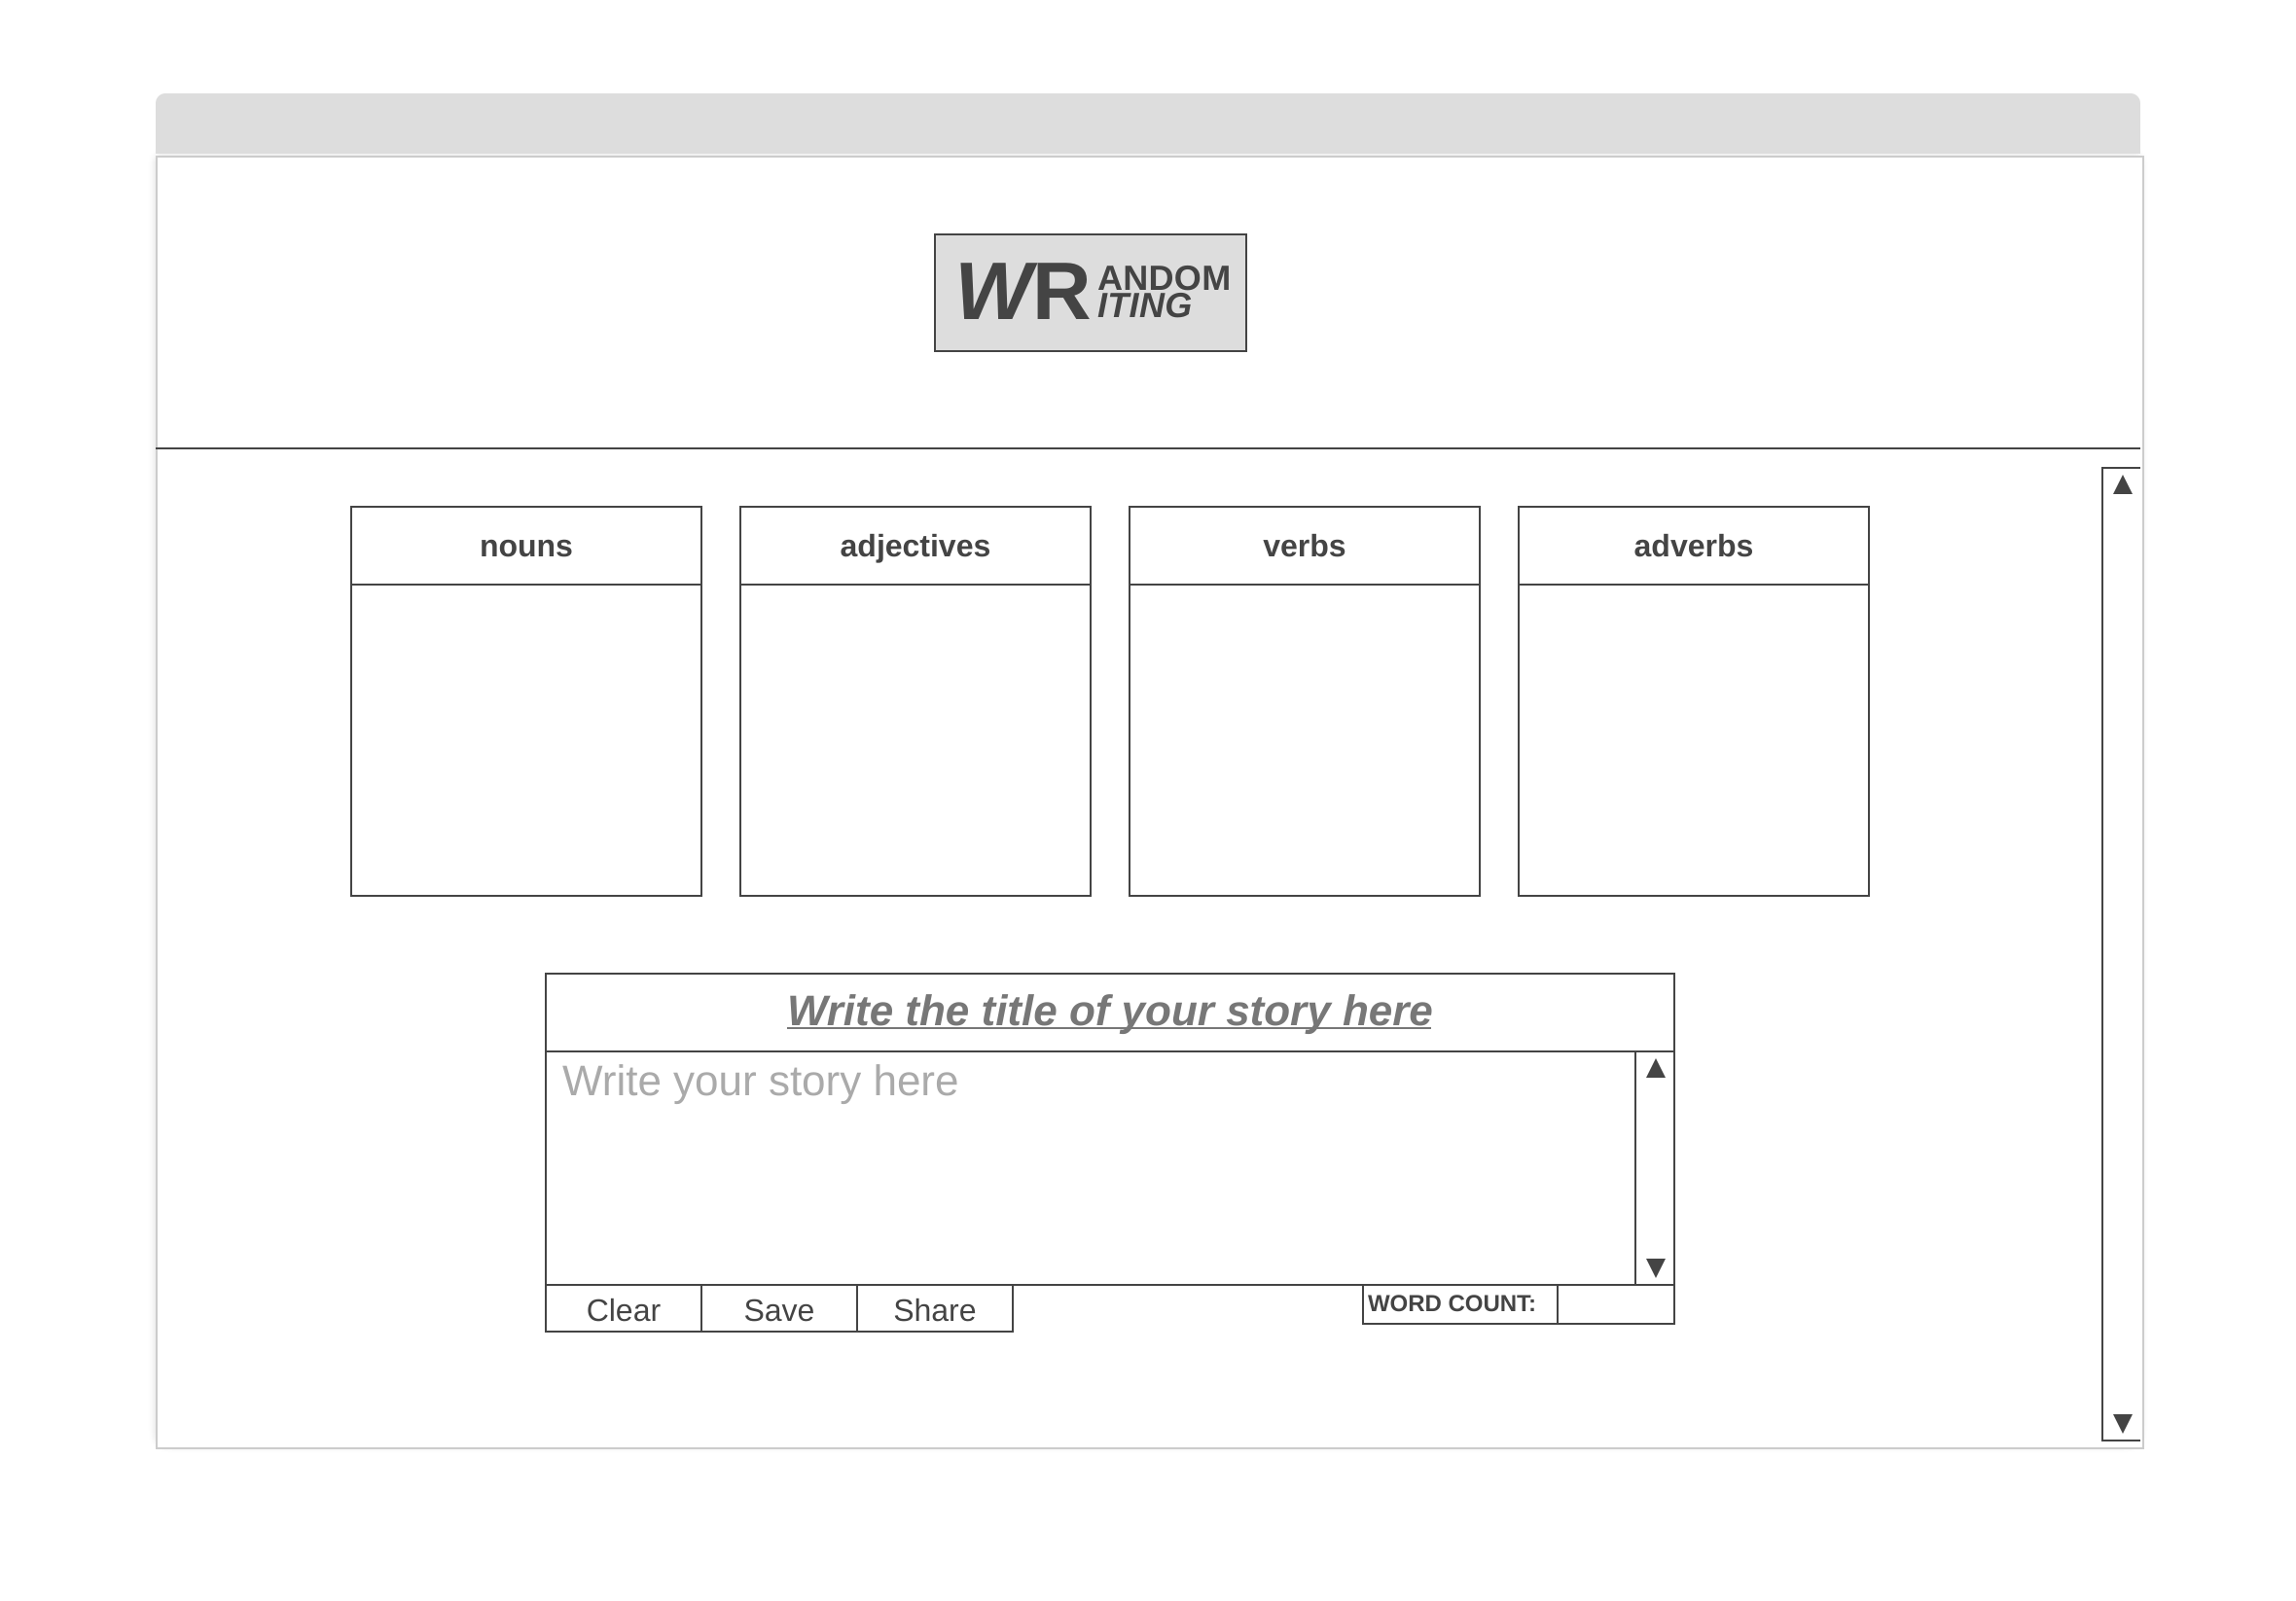 WR ANDOM
ITING
nouns adjectives verbs adverbs
Write the title of your story here
Write your story here
Clear Save Share WORD COUNT: